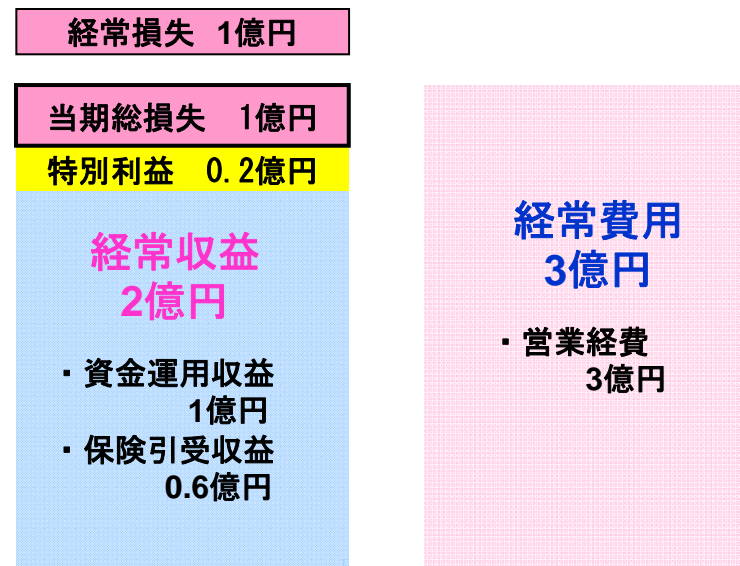 経常損失 1億円
当期総損失 1億円
特別利益 0.2億円
経常収益
2億円
・資金運用収益
1億円
・保険引受収益
0.6億円
経常費用
3億円
・営業経費
3億円